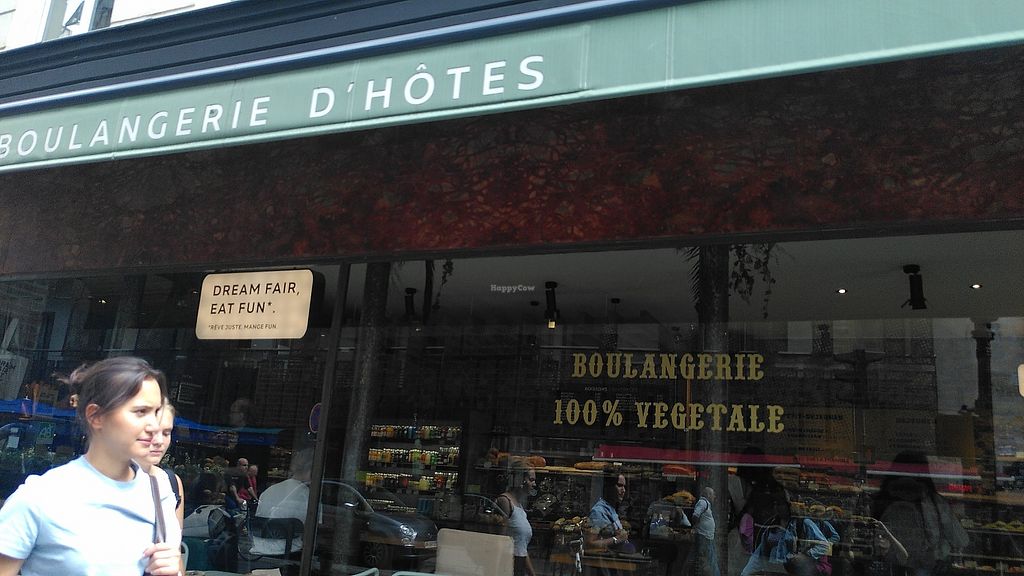 BOULANGERIE D'HÔTES
DREAM FAIR,
EAT FUN*.
*RÊVE JUSTE, MANGE FUN.
HappyCow
BOULANGERIE
100% VEGETALE